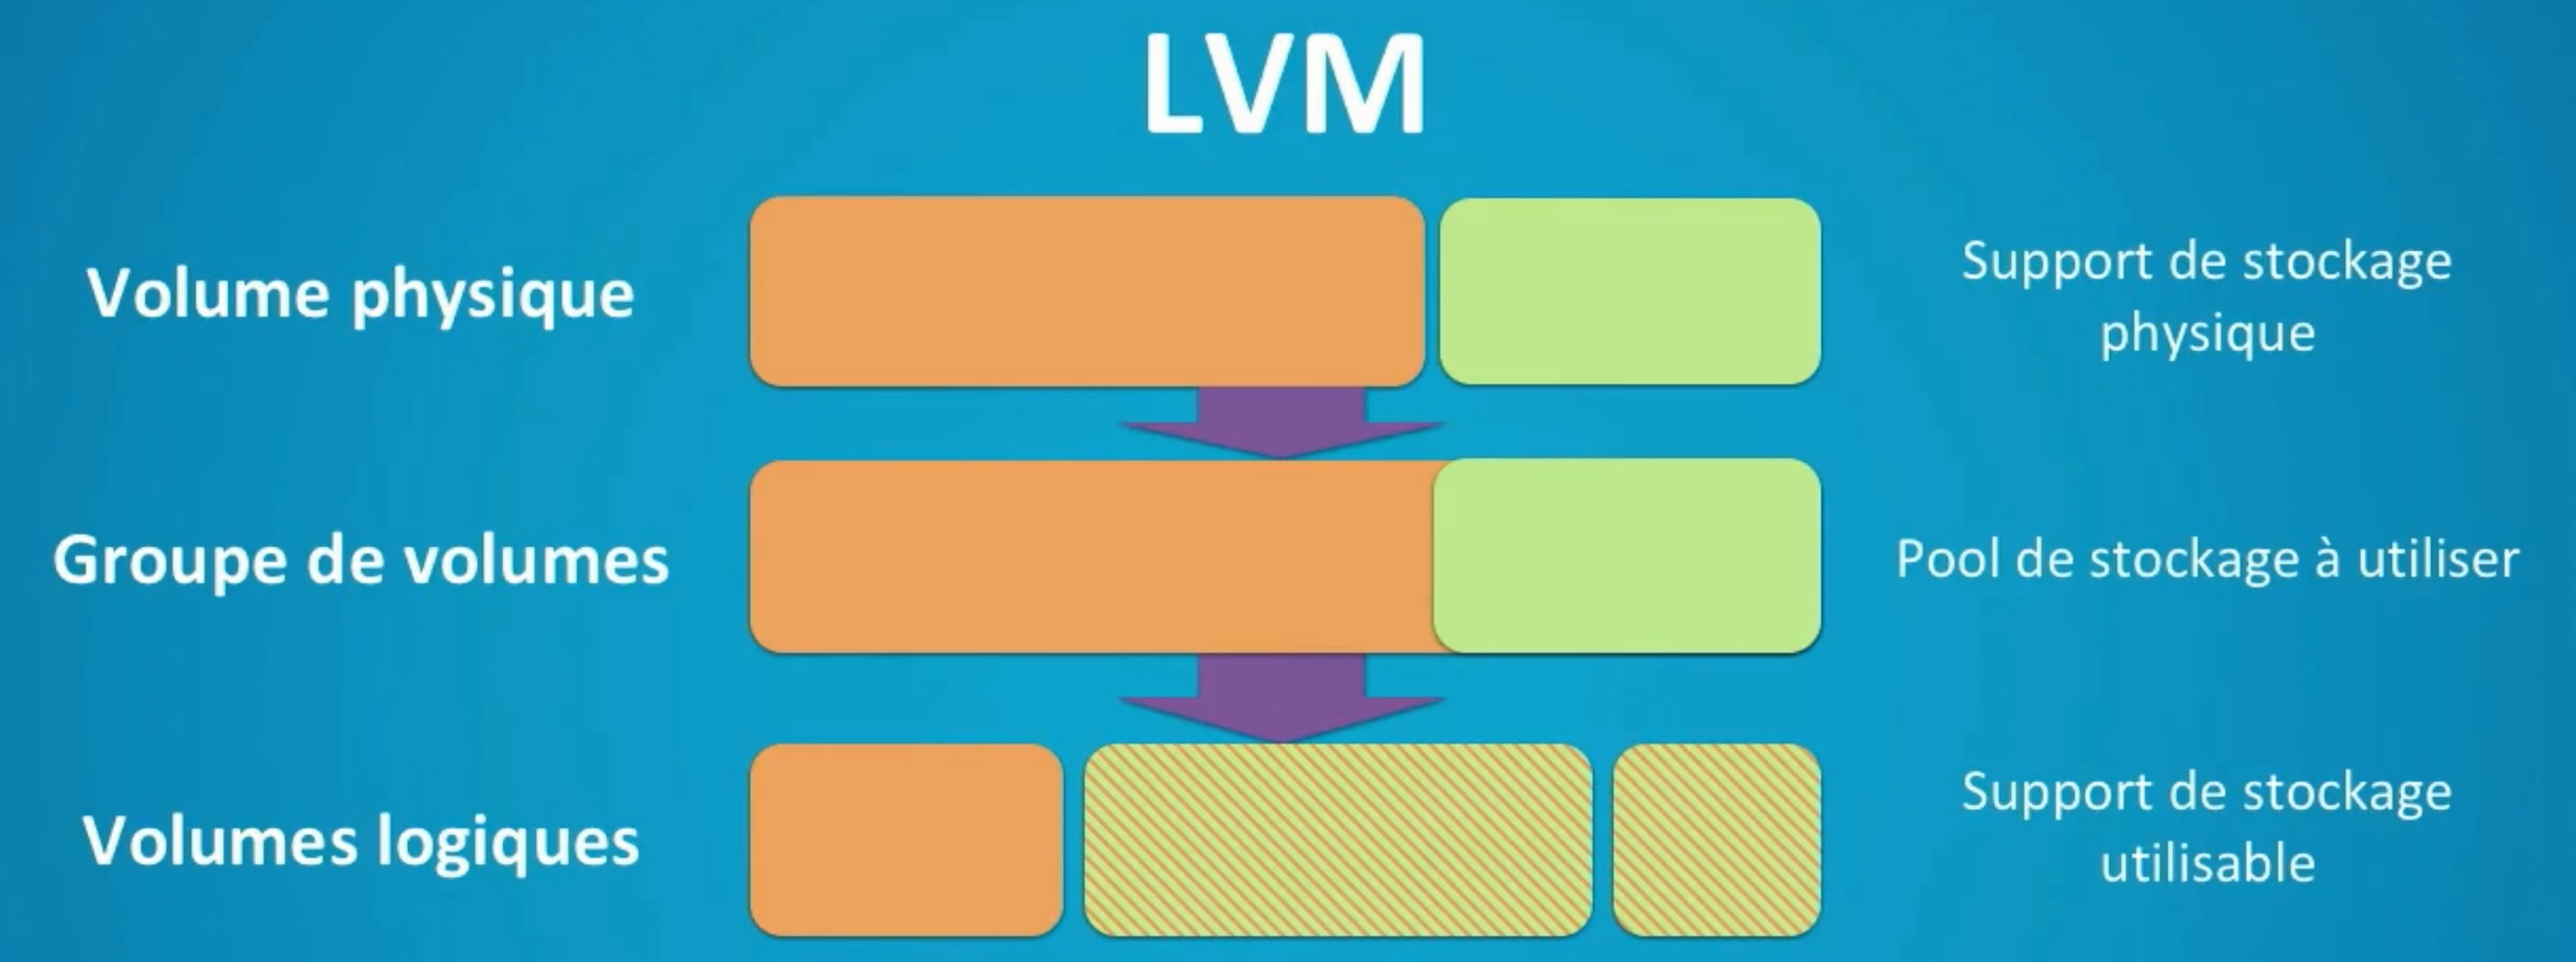 LVM
Volume physique
Support de stockage
physique
Groupe de volumes
Pool de stockage à utiliser
Volumes logiques
Support de stockage
utilisable